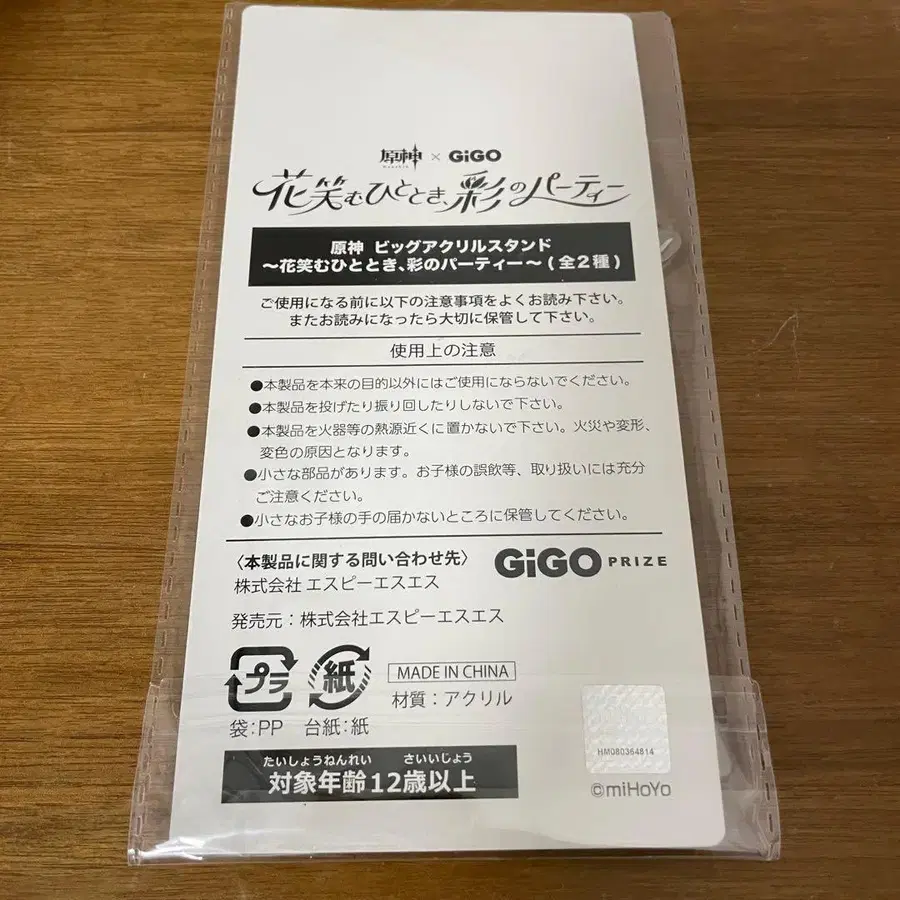 原神 × GiGO
花笑むひととき、彩のパーティー
原神 ビッグアクリルスタンド
～花笑むひととき、彩のパーティー～（全2種）
ご使用になる前に以下の注意事項をよくお読み下さい。
またお読みになったら大切に保管して下さい。
使用上の注意
●本製品を本来の目的以外にはご使用にならないでください。
●本製品を投げたり振り回したりしないで下さい。
●本製品を火器等の熱源近くに置かないで下さい。火災や変形、
変色の原因となります。
●小さな部品があります。お子様の誤飲等、取り扱いには充分
ご注意ください。
●小さなお子様の手の届かないところに保管してください。
〈本製品に関する問い合わせ先〉
株式会社 エスピーエスエス
GiGO PRIZE
発売元：株式会社エスピーエスエス
プラ 紙
MADE IN CHINA
材質：アクリル
袋:PP 台紙:紙
たいしょうねんれい さいいじょう
対象年齢12歳以上
HM080364814
©miHoYo